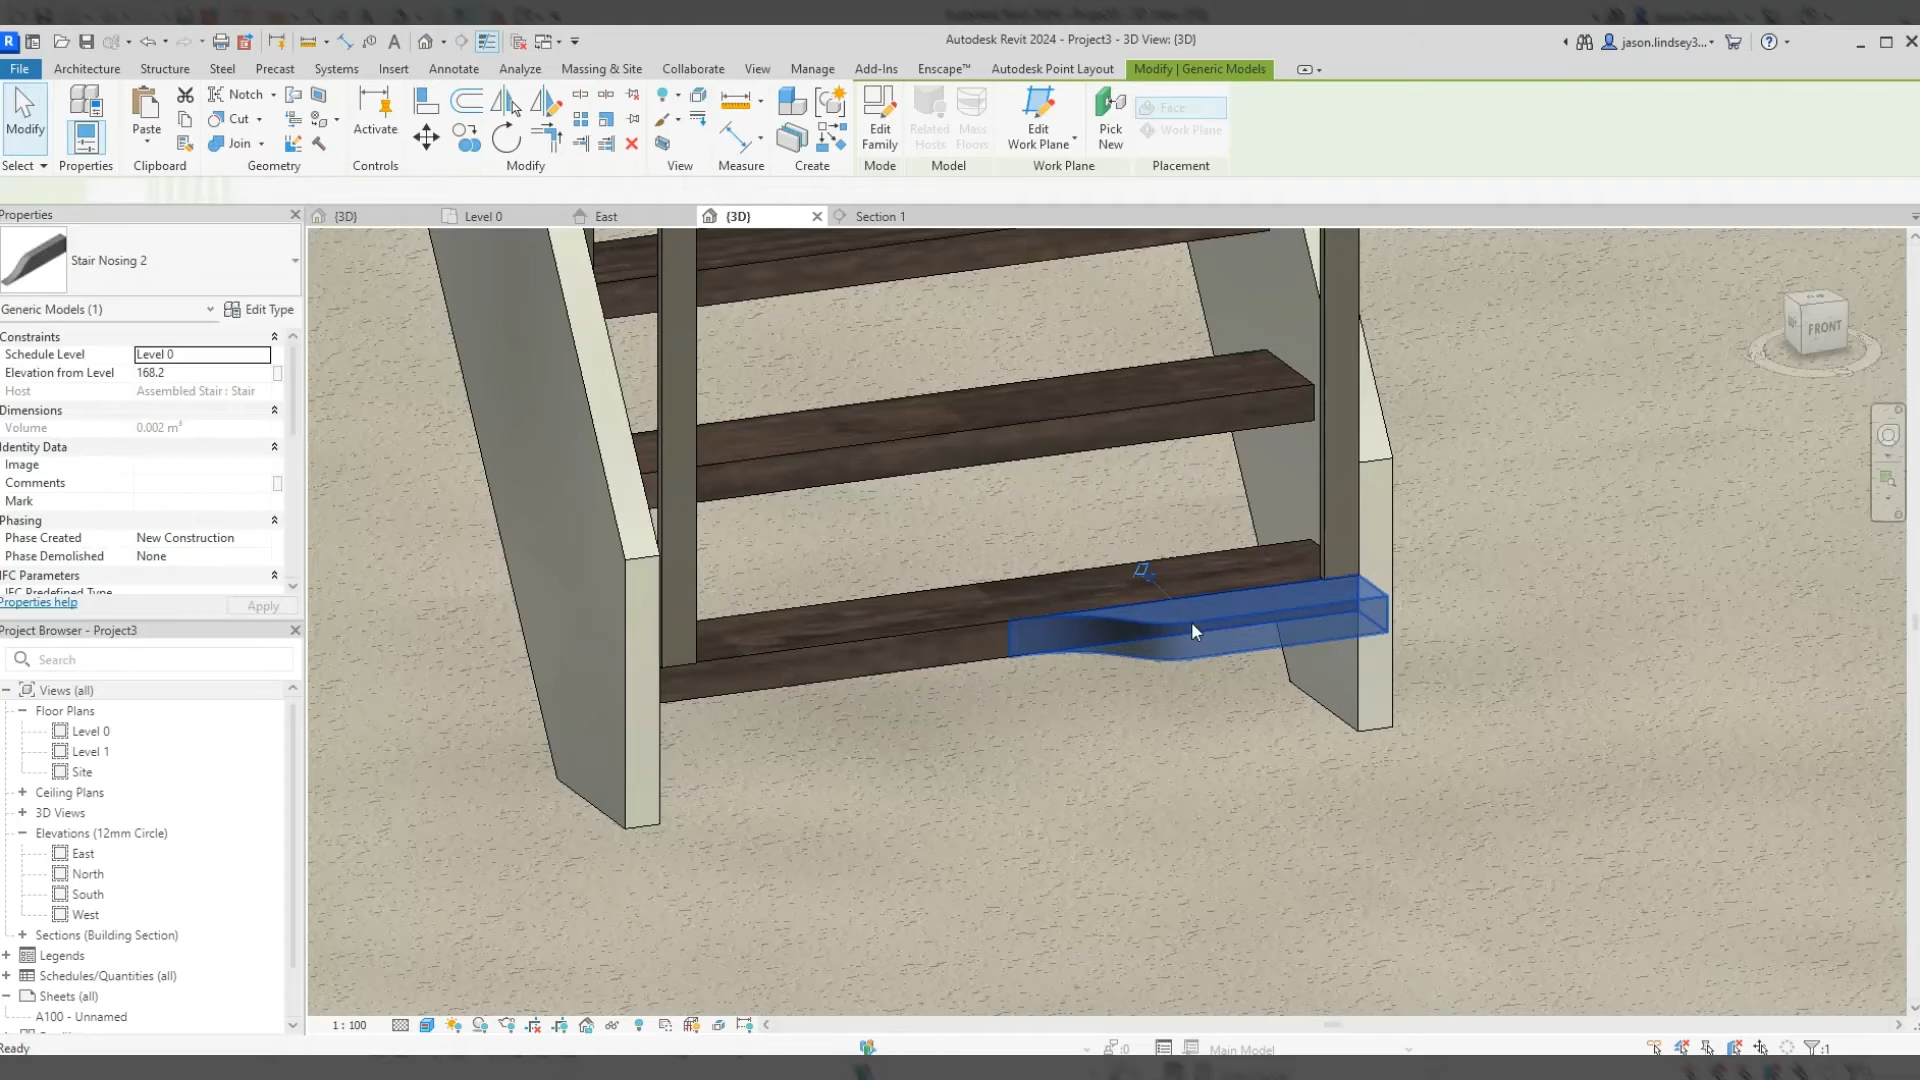 Autodesk Revit 2024 - Project3 - 3D View: {3D}
jason.lindsey3...
File Architecture Structure Steel Precast Systems Insert Annotate Analyze Massing & Site Collaborate View Manage Add-Ins Enscape™ Autodesk Point Layout Modify | Generic Models
Modify
Properties
Paste
Notch
Cut
Join
Activate
Edit Family
Related Hosts
Mass Floors
Edit Work Plane
Pick New
Face
Work Plane
Select Properties Clipboard Geometry Controls Modify View Measure Create Mode Model Work Plane Placement
Properties
{3D} Level 0 East {3D} Section 1
Stair Nosing 2
Generic Models (1) Edit Type
Constraints
Schedule Level Level 0
Elevation from Level 168.2
Host Assembled Stair : Stair
Dimensions
Volume 0.002 m³
Identity Data
Image
Comments
Mark
Phasing
Phase Created New Construction
Phase Demolished None
IFC Parameters
IFC Predefined Type
Properties help Apply
Project Browser - Project3
Search
Views (all)
Floor Plans
Level 0
Level 1
Site
Ceiling Plans
3D Views
Elevations (12mm Circle)
East
North
South
West
Sections (Building Section)
Legends
Schedules/Quantities (all)
Sheets (all)
A100 - Unnamed
FRONT
1 : 100
Ready
:0
Main Model
:1